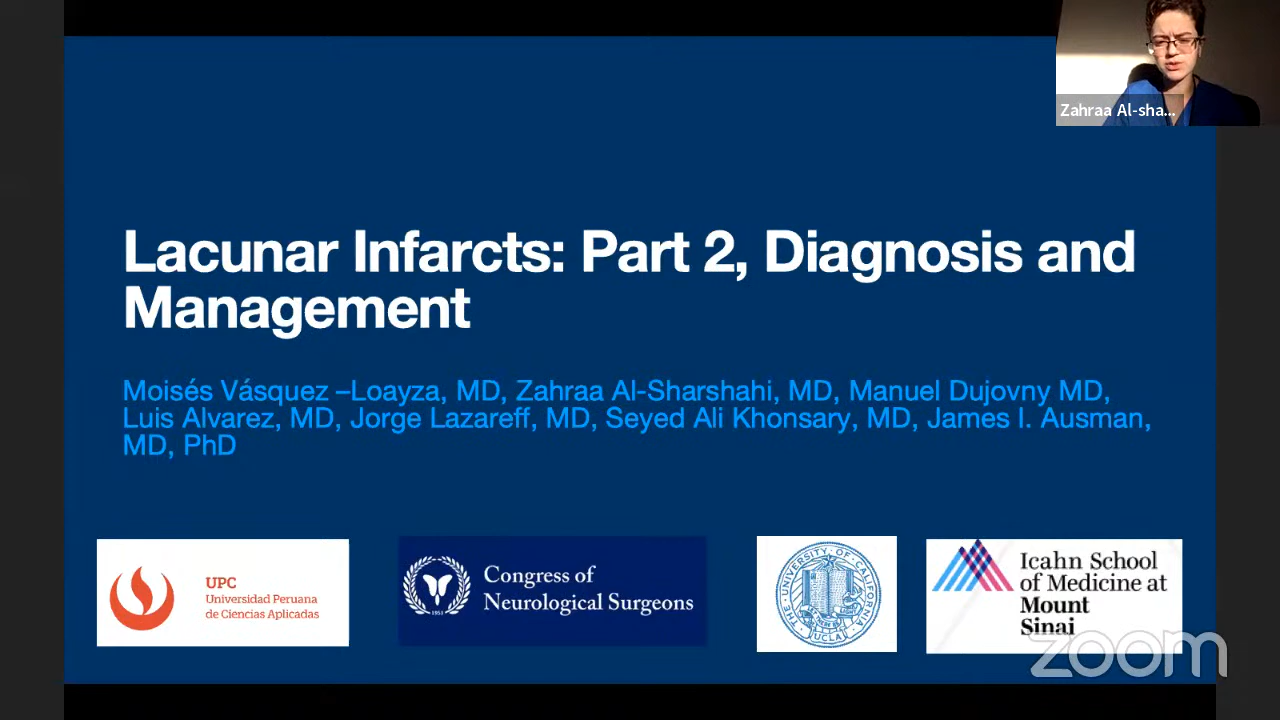 Zahraa Al-sha...
Lacunar Infarcts: Part 2, Diagnosis and
Management
Moisés Vásquez –Loayza, MD, Zahraa Al-Sharshahi, MD, Manuel Dujovny MD,
Luis Alvarez, MD, Jorge Lazareff, MD, Seyed Ali Khonsary, MD, James I. Ausman,
MD, PhD
UPC
Universidad Peruana
de Ciencias Aplicadas
1951
Congress of
Neurological Surgeons
THE UNIVERSITY OF CALIFORNIA
UCLA
Icahn School
of Medicine at
Mount
Sinai
zoom